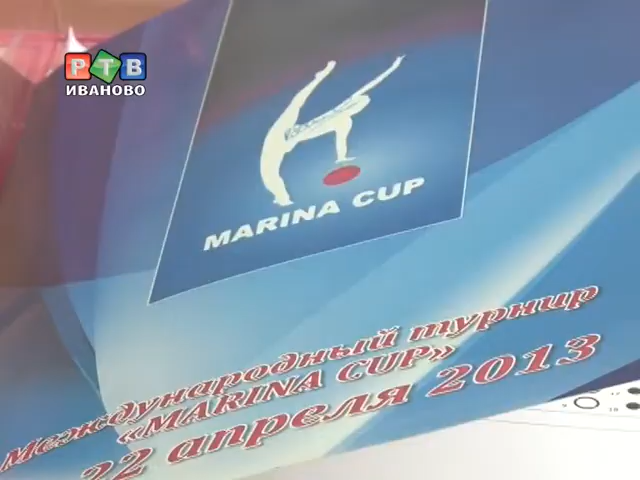 РТВ
ИВАНОВО
MARINA CUP
Международный турнир
«MARINA CUP»
22 апреля 2013